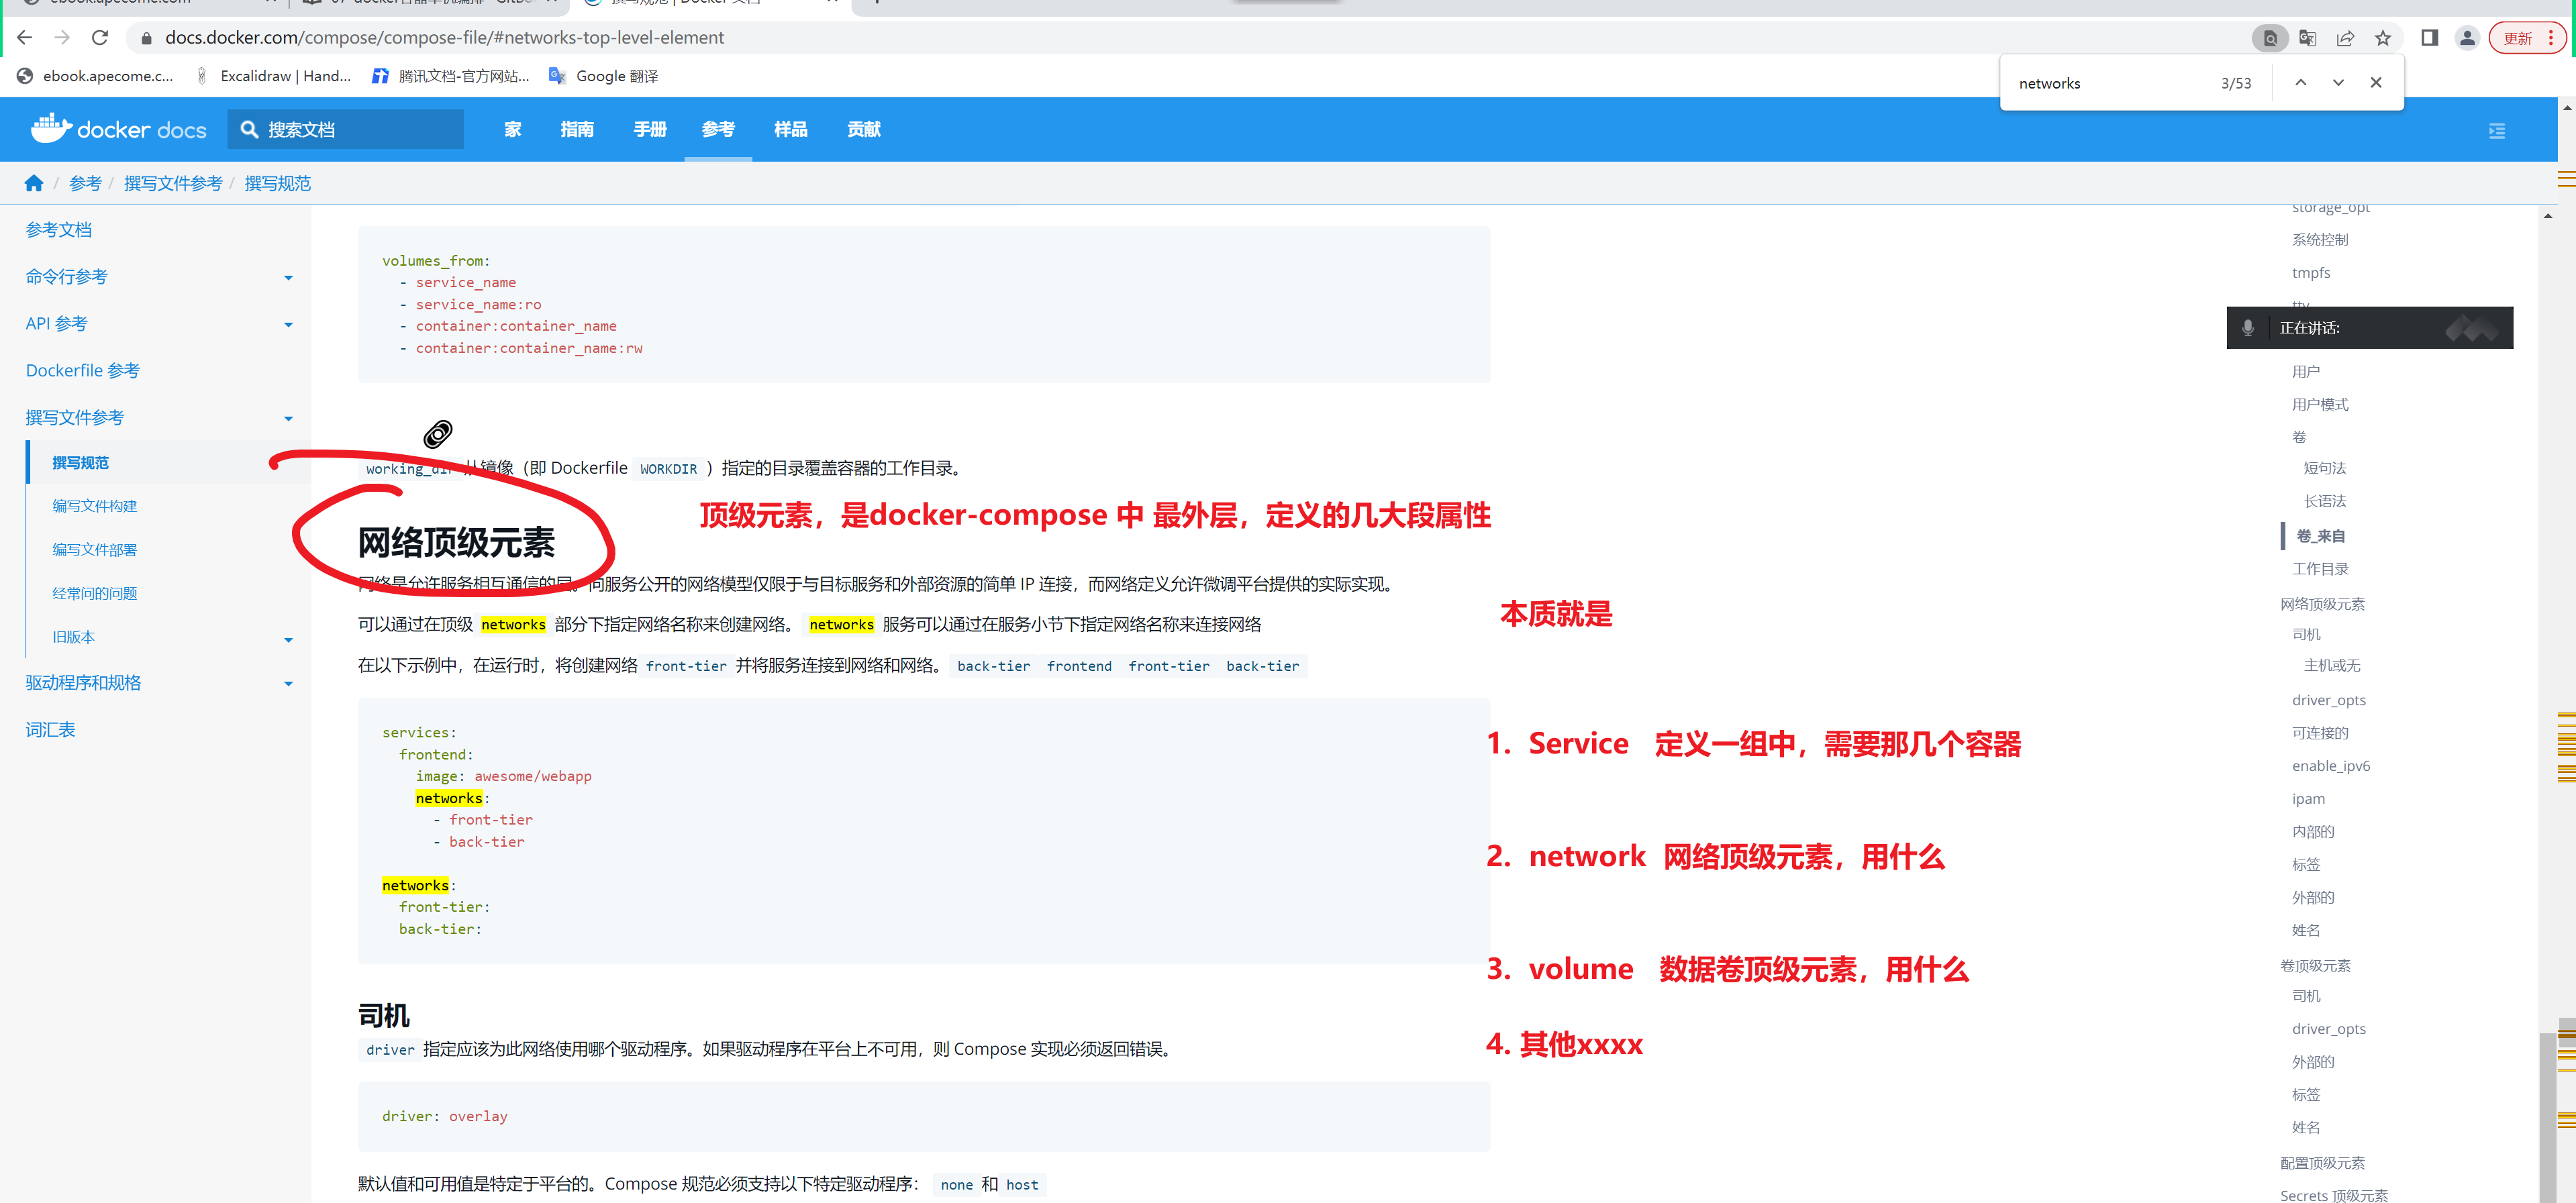 ebook.apecome.com
撰写规范 | Docker 文档
docs.docker.com/compose/compose-file/#networks-top-level-element
更新
ebook.apecome.c...
Excalidraw | Hand...
腾讯文档-官方网站...
Google 翻译
networks
3/53
docker docs
搜索文档
家
指南
手册
参考
样品
贡献
参考 / 撰写文件参考 / 撰写规范
参考文档
命令行参考
API 参考
Dockerfile 参考
撰写文件参考
撰写规范
编写文件构建
编写文件部署
经常问的问题
旧版本
驱动程序和规格
词汇表
volumes_from:
- service_name
- service_name:ro
- container:container_name
- container:container_name:rw
working_dir 从镜像（即 Dockerfile WORKDIR ）指定的目录覆盖容器的工作目录。
顶级元素，是docker-compose 中 最外层，定义的几大段属性
网络顶级元素
网络是允许服务相互通信的层。向服务公开的网络模型仅限于与目标服务和外部资源的简单 IP 连接，而网络定义允许微调平台提供的实际实现。
本质就是
可以通过在顶级 networks 部分下指定网络名称来创建网络。 networks 服务可以通过在服务小节下指定网络名称来连接网络
在以下示例中，在运行时，将创建网络 front-tier 并将服务连接到网络和网络。 back-tier frontend front-tier back-tier
services:
frontend:
image: awesome/webapp
networks:
- front-tier
- back-tier
networks:
front-tier:
back-tier:
1. Service 定义一组中，需要那几个容器
2. network 网络顶级元素，用什么
3. volume 数据卷顶级元素，用什么
4. 其他xxxx
司机
driver 指定应该为此网络使用哪个驱动程序。如果驱动程序在平台上不可用，则 Compose 实现必须返回错误。
driver: overlay
默认值和可用值是特定于平台的。Compose 规范必须支持以下特定驱动程序： none 和 host
storage_opt
系统控制
tmpfs
tty
正在讲话:
用户
用户模式
卷
短句法
长语法
卷_来自
工作目录
网络顶级元素
司机
主机或无
driver_opts
可连接的
enable_ipv6
ipam
内部的
标签
外部的
姓名
卷顶级元素
司机
driver_opts
外部的
标签
姓名
配置顶级元素
Secrets 顶级元素